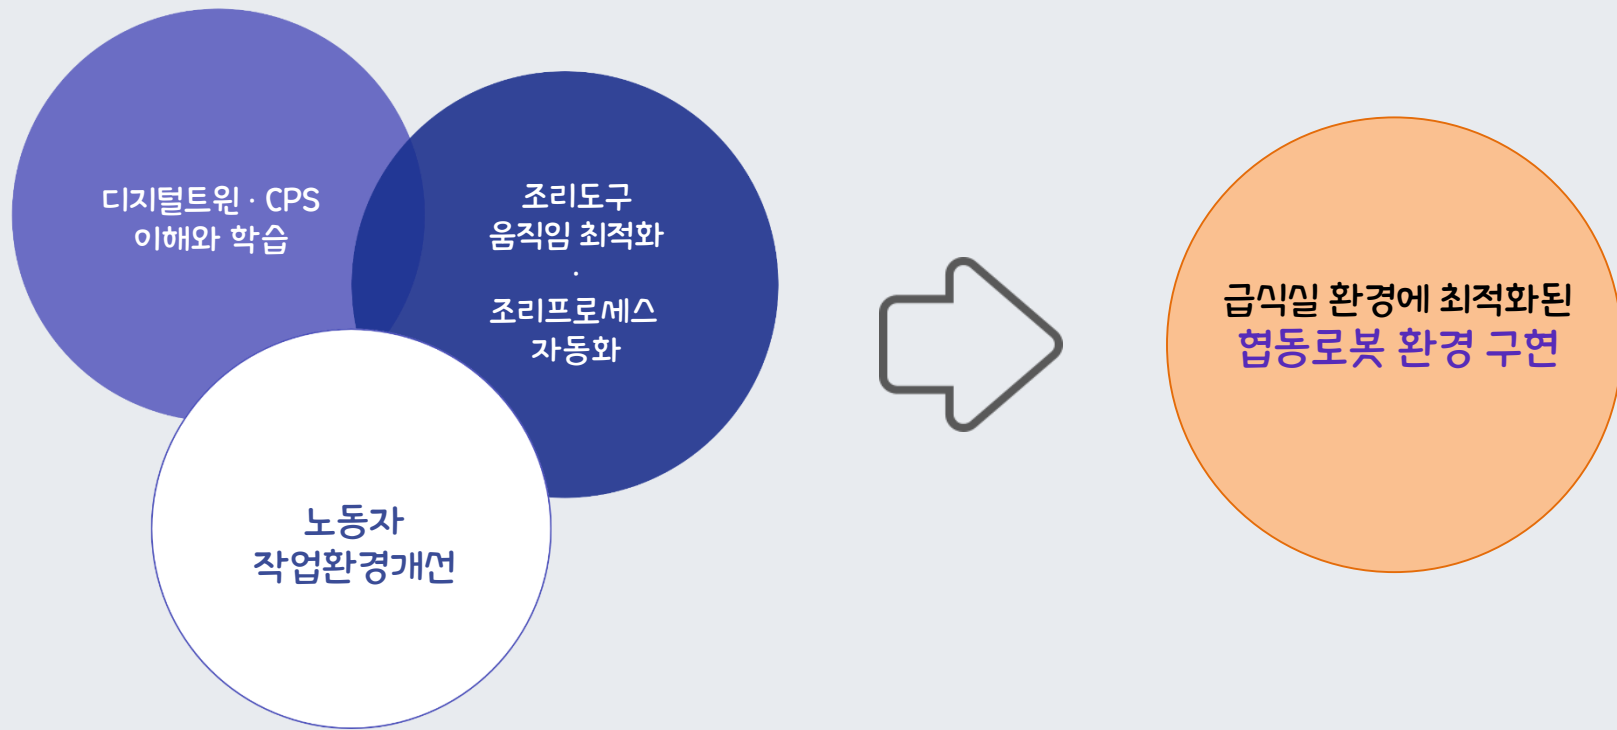 디지털트윈 · CPS
이해와 학습
조리도구
움직임 최적화
·
조리프로세스
자동화
노동자
작업환경개선
급식실 환경에 최적화된
협동로봇 환경 구현